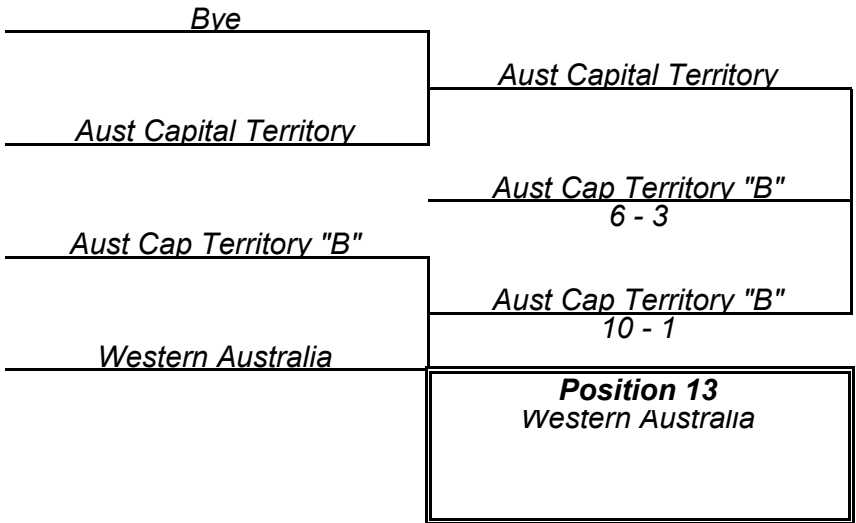 Bye
Aust Capital Territory
Aust Capital Territory
Aust Cap Territory "B"
6 - 3
Aust Cap Territory "B"
Aust Cap Territory "B"
10 - 1
Western Australia
Position 13
Western Australia